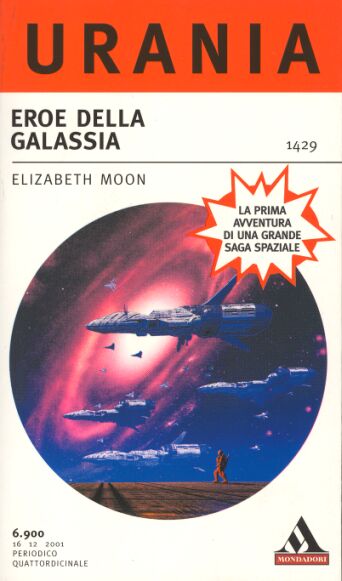 URANIA
EROE DELLA
GALASSIA
1429
ELIZABETH MOON
LA PRIMA
AVVENTURA
DI UNA GRANDE
SAGA SPAZIALE
6.900
16 12 2001
PERIODICO
QUATTORDICINALE
MONDADORI